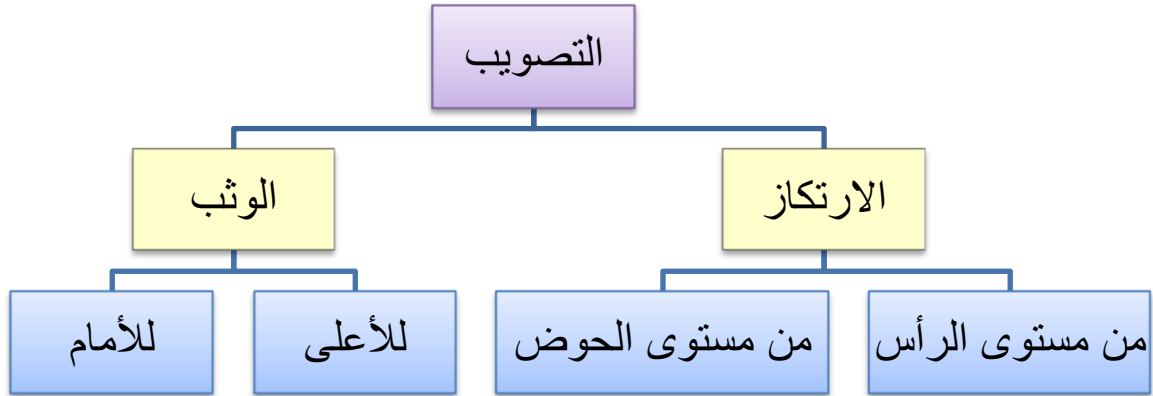 التصويب
الارتكاز
الوثب
من مستوى الرأس
من مستوى الحوض
للأعلى
للأمام